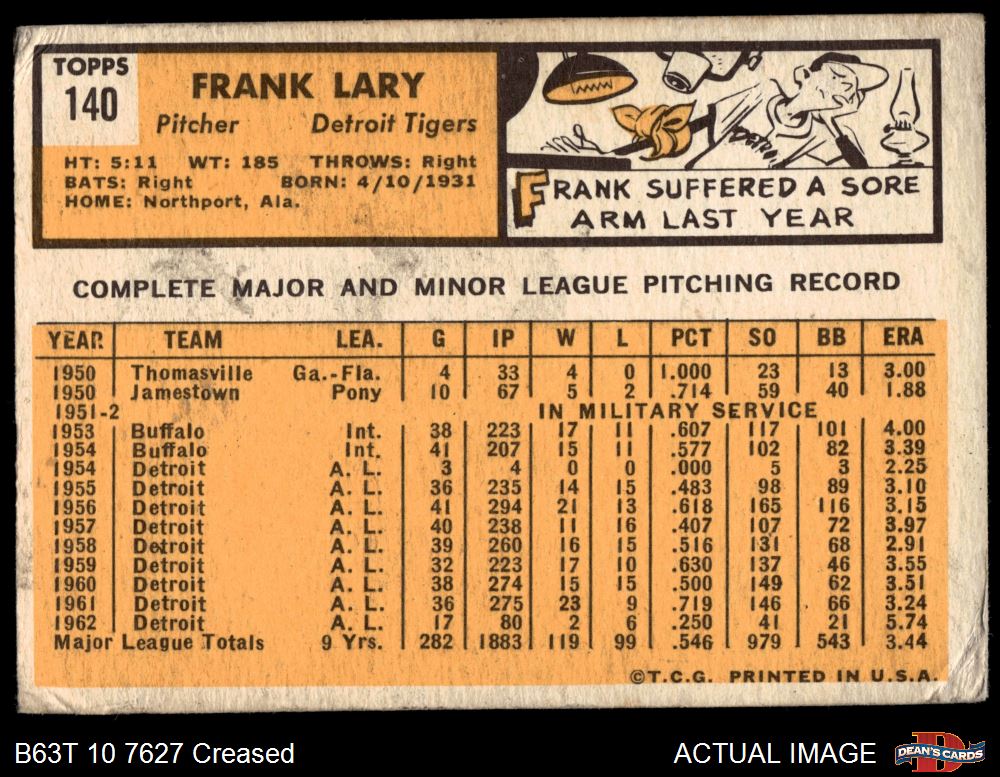 TOPPS
140
FRANK LARY
Pitcher Detroit Tigers
HT: 5:11 WT: 185 THROWS: Right
BATS: Right BORN: 4/10/1931
HOME: Northport, Ala.
DETROI
FRANK SUFFERED A SORE
ARM LAST YEAR
COMPLETE MAJOR AND MINOR LEAGUE PITCHING RECORD
YEAR TEAM LEA. G IP W L PCT SO BB ERA
1950 Thomasville Ga.-Fla. 4 33 4 0 1.000 23 13 3.00
1950 Jamestown Pony 10 67 5 2 .714 59 40 1.88
1951-2 IN MILITARY SERVICE
1953 Buffalo Int. 38 223 17 11 .607 117 101 4.00
1954 Buffalo Int. 41 207 15 11 .577 102 82 3.39
1954 Detroit A. L. 3 4 0 0 .000 5 3 2.25
1955 Detroit A. L. 36 235 14 15 .483 98 89 3.10
1956 Detroit A. L. 41 294 21 13 .618 165 116 3.15
1957 Detroit A. L. 40 238 11 16 .407 107 72 3.97
1958 Detroit A. L. 39 260 16 15 .516 131 68 2.91
1959 Detroit A. L. 32 223 17 10 .630 137 46 3.55
1960 Detroit A. L. 38 274 15 15 .500 149 62 3.51
1961 Detroit A. L. 36 275 23 9 .719 146 66 3.24
1962 Detroit A. L. 17 80 2 6 .250 41 21 5.74
Major League Totals 9 Yrs. 282 1883 119 99 .546 979 543 3.44
©T.C.G. PRINTED IN U.S.A.
B63T 10 7627 Creased
ACTUAL IMAGE
DEAN'S CARDS